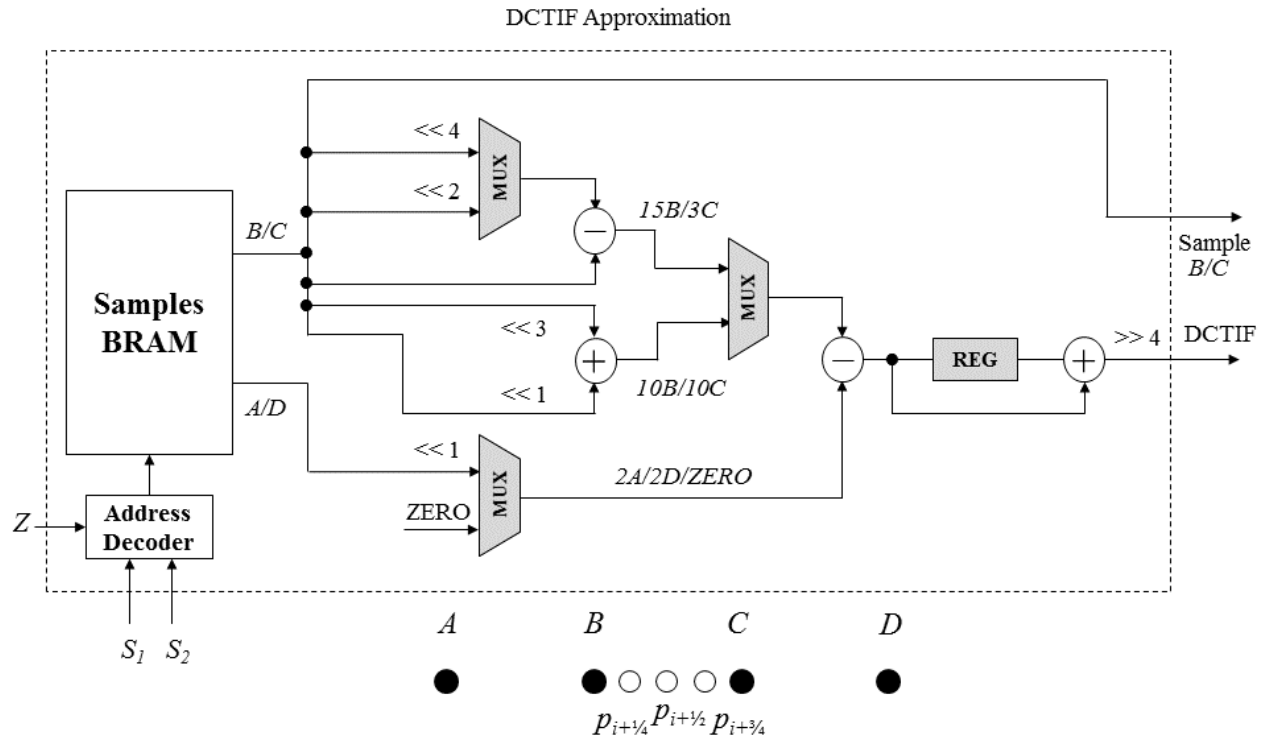 DCTIF Approximation
<< 4
MUX
<< 2
B/C
15B/3C
Sample
B/C
Samples
BRAM
MUX
<< 3
DCTIF
>> 4
REG
10B/10C
<< 1
A/D
<< 1
MUX
2A/2D/ZERO
ZERO
Z
Address
Decoder
S1 S2
A B C D
pi+¼ pi+½ pi+¾